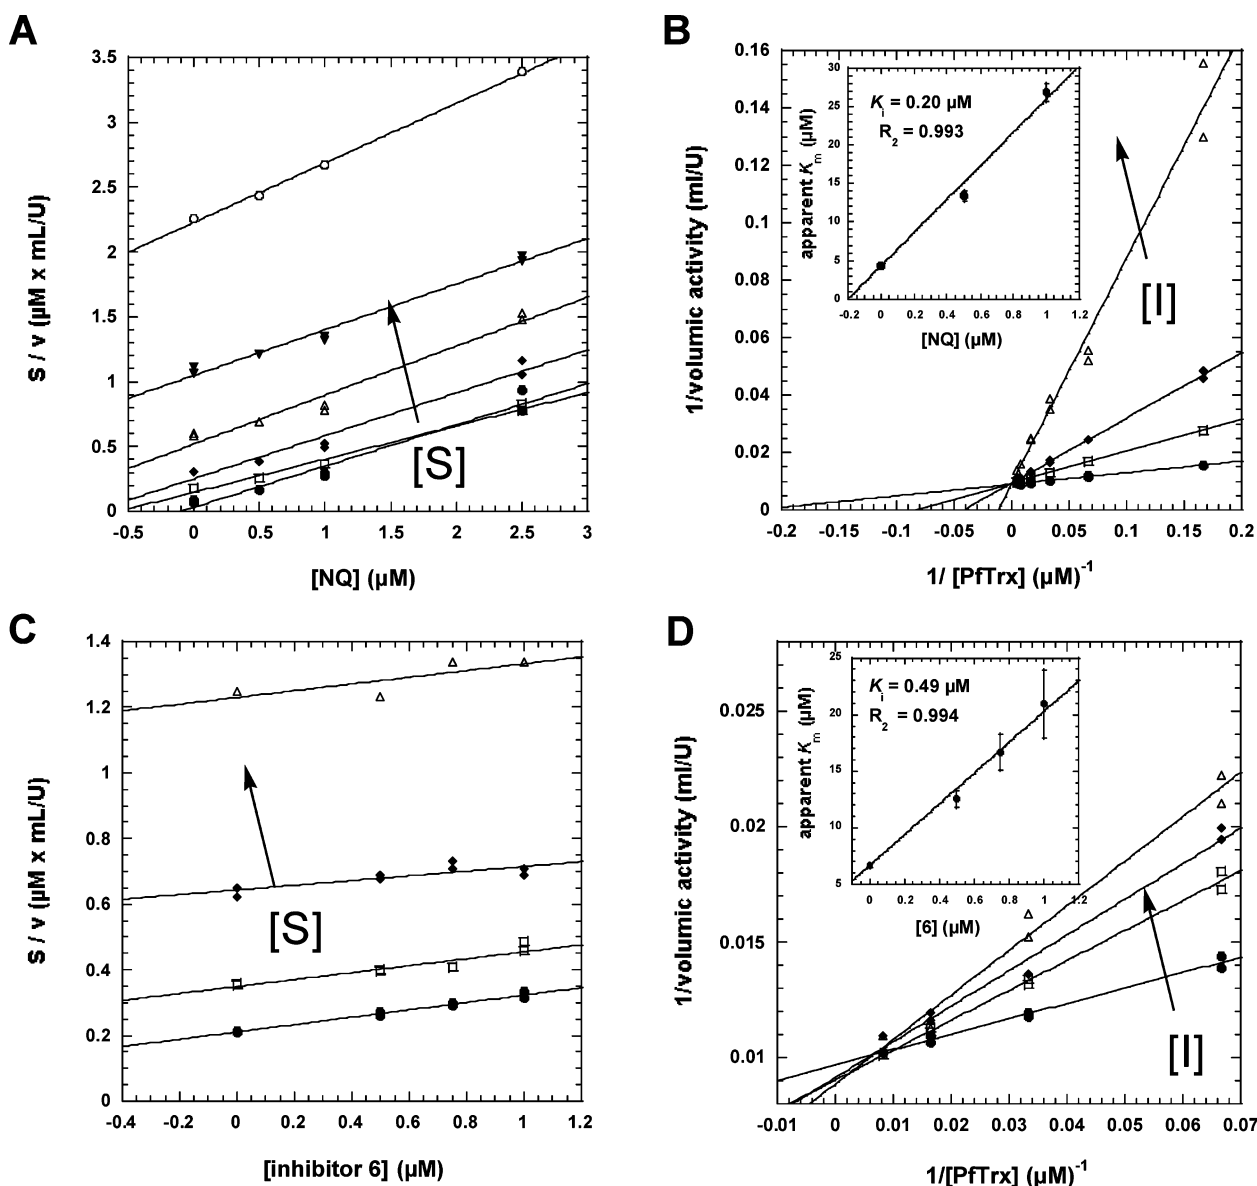 A
3.5
3
2.5
2
1.5
1
0.5
0
-0.5 0 0.5 1 1.5 2 2.5 3
S / v (µM x mL/U)
[NQ] (µM)
[S]
B
0.16
0.14
0.12
0.1
0.08
0.06
0.04
0.02
0
-0.2 -0.15 -0.1 -0.05 0 0.05 0.1 0.15 0.2
1/volumic activity (ml/U)
1/ [PfTrx] (µM)-1
[I]
30
25
20
15
10
5
0
-0.2 0 0.2 0.4 0.6 0.8 1 1.2
apparent Km (µM)
[NQ] (µM)
Ki = 0.20 µM
R2 = 0.993
C
1.4
1.2
1
0.8
0.6
0.4
0.2
0
-0.4 -0.2 0 0.2 0.4 0.6 0.8 1 1.2
S / v (µM x mL/U)
[inhibitor 6] (µM)
[S]
D
0.025
0.02
0.015
0.01
-0.01 0 0.01 0.02 0.03 0.04 0.05 0.06 0.07
1/volumic activity (ml/U)
1/[PfTrx] (µM)-1
[I]
25
20
15
10
5
0 0.2 0.4 0.6 0.8 1 1.2
apparent Km (µM)
[6] (µM)
Ki = 0.49 µM
R2 = 0.994